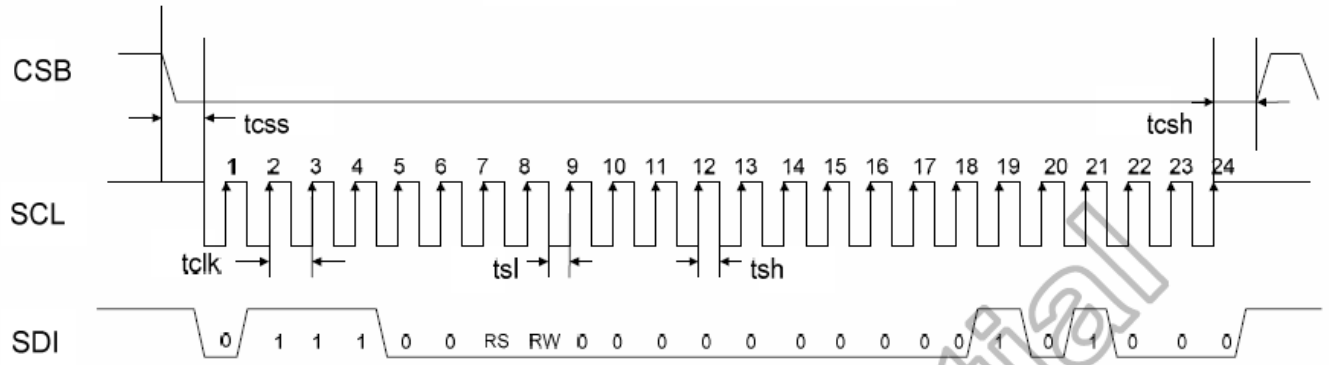 CSB
tcss
tcsh
1 2 3 4 5 6 7 8 9 10 11 12 13 14 15 16 17 18 19 20 21 22 23 24
SCL
tclk
tsl
tsh
SDI
0 1 1 1 0 0 RS RW 0 0 0 0 0 0 0 0 0 0 1 0 1 0 0 0